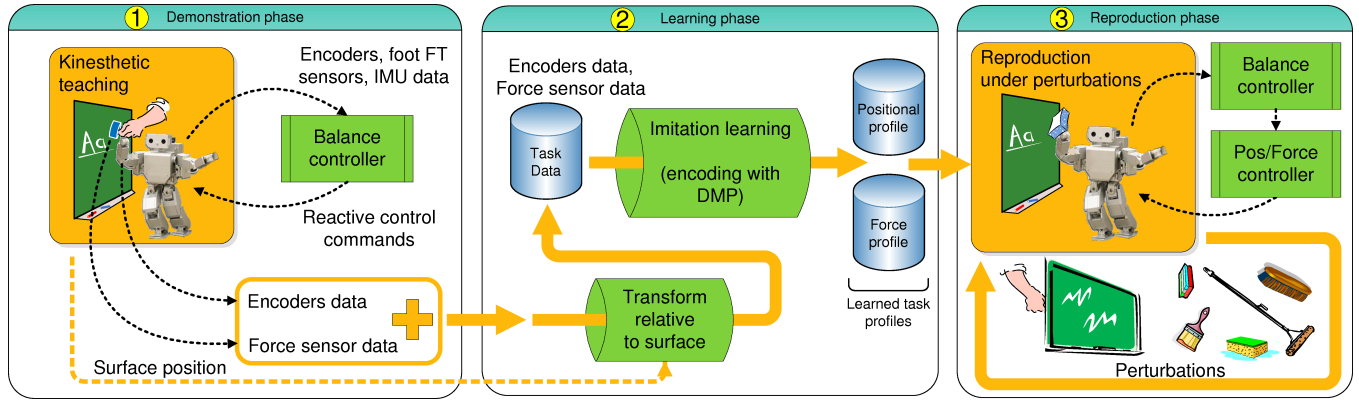 1 Demonstration phase
Kinesthetic
teaching
Encoders, foot FT
sensors, IMU data
Aa
Balance
controller
Reactive control
commands
Encoders data
Force sensor data
Surface position
2 Learning phase
Encoders data,
Force sensor data
Task
Data
Imitation learning
(encoding with
DMP)
Positional
profile
Force
profile
Learned task
profiles
Transform
relative
to surface
3 Reproduction phase
Reproduction
under perturbations
Aa
Balance
controller
Pos/Force
controller
Perturbations